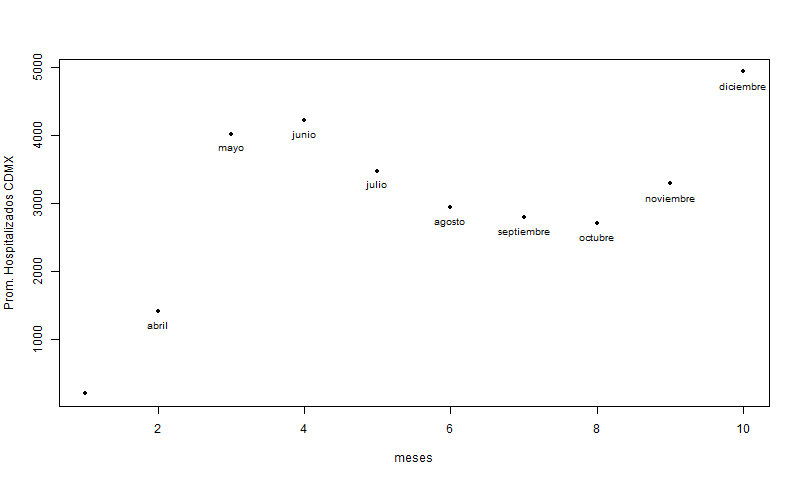 5000
diciembre
4000
junio
mayo
julio
3000
noviembre
agosto
septiembre
octubre
2000
abril
1000
Prom. Hospitalizados CDMX
2 4 6 8 10
meses